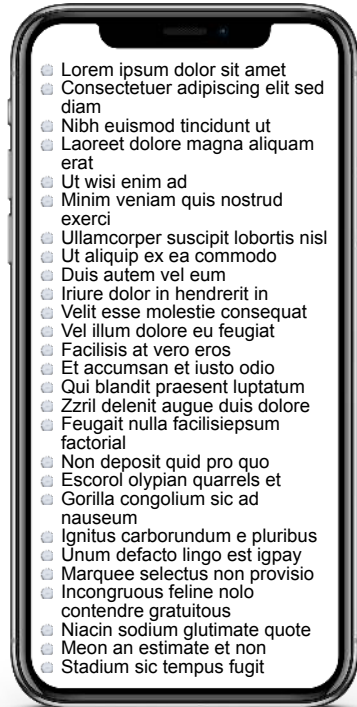 Lorem ipsum dolor sit amet
Consectetuer adipiscing elit sed
diam
Nibh euismod tincidunt ut
Laoreet dolore magna aliquam
erat
Ut wisi enim ad
Minim veniam quis nostrud
exerci
Ullamcorper suscipit lobortis nisl
Ut aliquip ex ea commodo
Duis autem vel eum
Iriure dolor in hendrerit in
Velit esse molestie consequat
Vel illum dolore eu feugiat
Facilisis at vero eros
Et accumsan et iusto odio
Qui blandit praesent luptatum
Zzril delenit augue duis dolore
Feugait nulla facilisiepsum
factorial
Non deposit quid pro quo
Escorol olypian quarrels et
Gorilla congolium sic ad
nauseum
Ignitus carborundum e pluribus
Unum defacto lingo est igpay
Marquee selectus non provisio
Incongruous feline nolo
contendre gratuitous
Niacin sodium glutimate quote
Meon an estimate et non
Stadium sic tempus fugit